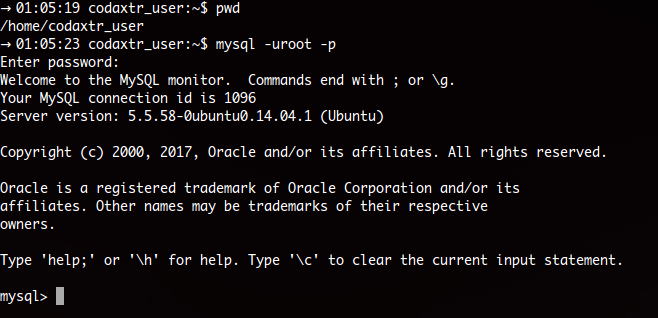 → 01:05:19 codaxtr_user:~$ pwd
/home/codaxtr_user
→ 01:05:23 codaxtr_user:~$ mysql -uroot -p
Enter password:
Welcome to the MySQL monitor.  Commands end with ; or \g.
Your MySQL connection id is 1096
Server version: 5.5.58-0ubuntu0.14.04.1 (Ubuntu)
Copyright (c) 2000, 2017, Oracle and/or its affiliates. All rights reserved.
Oracle is a registered trademark of Oracle Corporation and/or its
affiliates. Other names may be trademarks of their respective
owners.
Type 'help;' or '\h' for help. Type '\c' to clear the current input statement.
mysql>